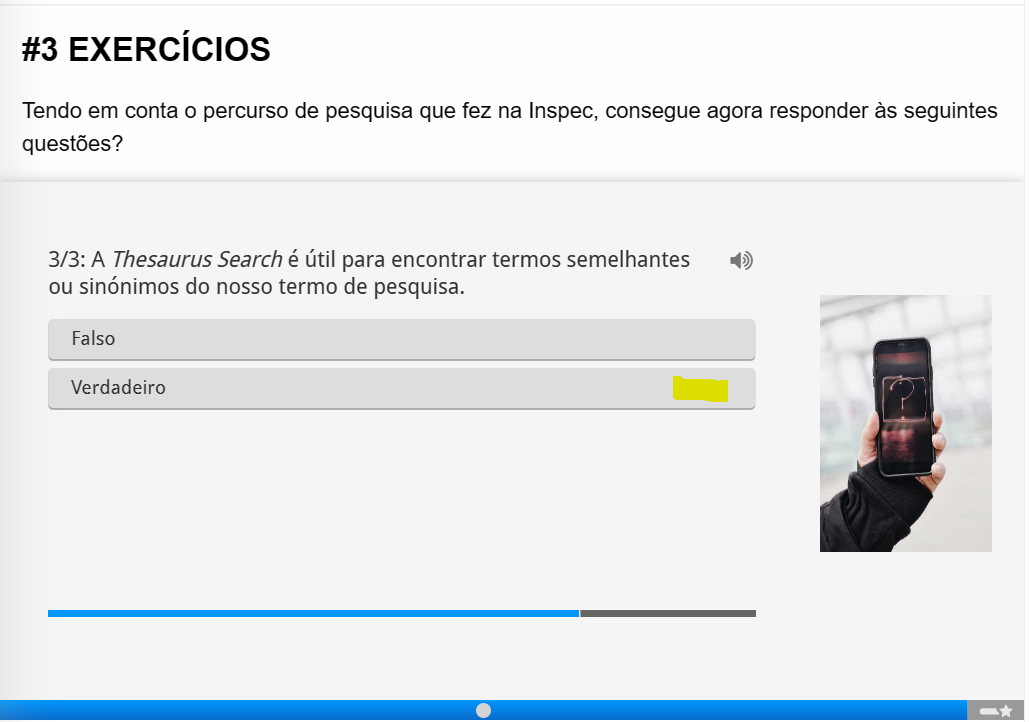 #3 EXERCÍCIOS
Tendo em conta o percurso de pesquisa que fez na Inspec, consegue agora responder às seguintes
questões?
3/3: A Thesaurus Search é útil para encontrar termos semelhantes
ou sinónimos do nosso termo de pesquisa.
Falso
Verdadeiro
?